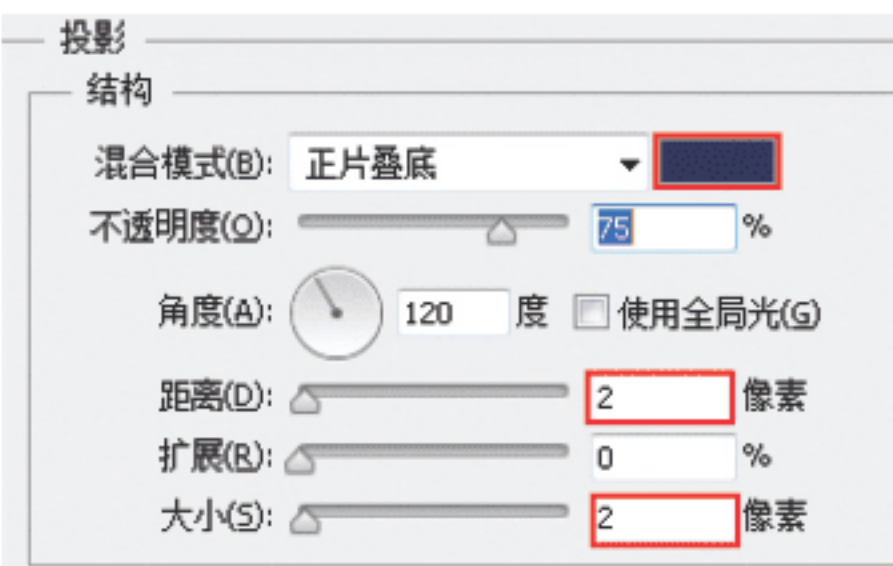 投影
结构
混合模式(B): 正片叠底
不透明度(O): 75 %
角度(A): 120 度 使用全局光(G)
距离(D): 2 像素
扩展(R): 0 %
大小(S): 2 像素